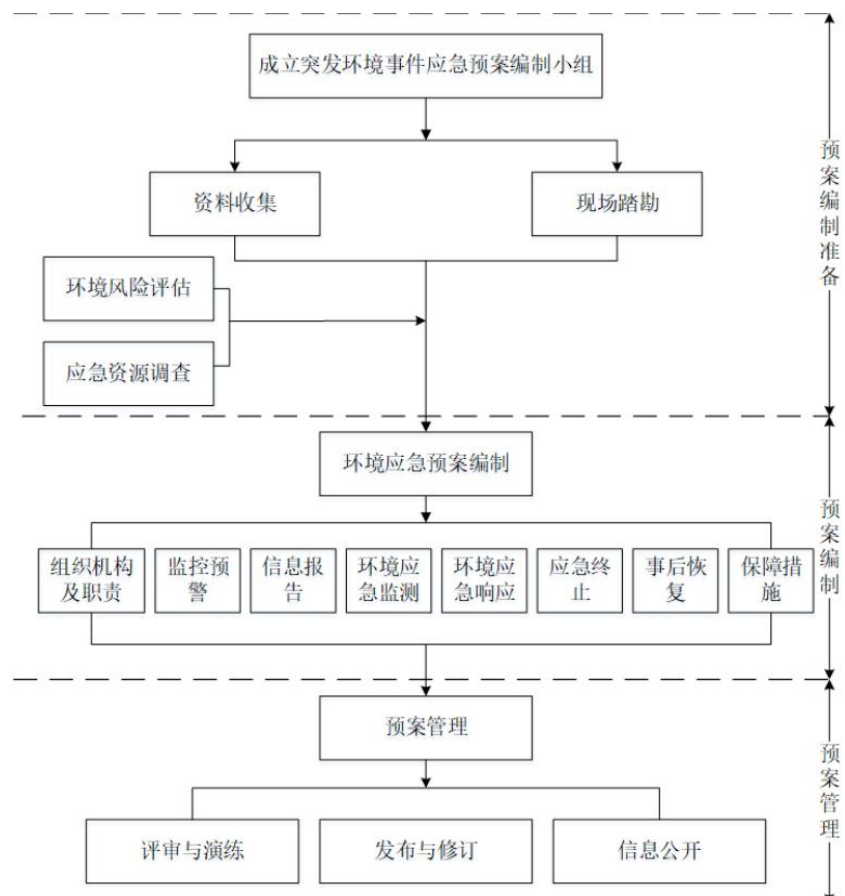 成立突发环境事件应急预案编制小组
资料收集
现场踏勘
环境风险评估
应急资源调查
预案编制准备
环境应急预案编制
组织机构
及职责
监控预
警
信息报
告
环境应
急监测
环境应
急响应
应急终
止
事后恢
复
保障措
施
预案编制
预案管理
评审与演练
发布与修订
信息公开
预案管理